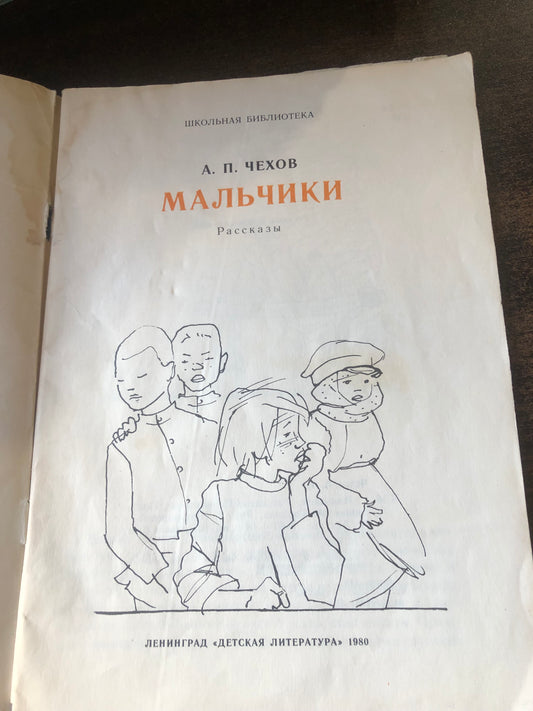 ШКОЛЬНАЯ БИБЛИОТЕКА
А. П. ЧЕХОВ
МАЛЬЧИКИ
Рассказы
ЛЕНИНГРАД «ДЕТСКАЯ ЛИТЕРАТУРА» 1980